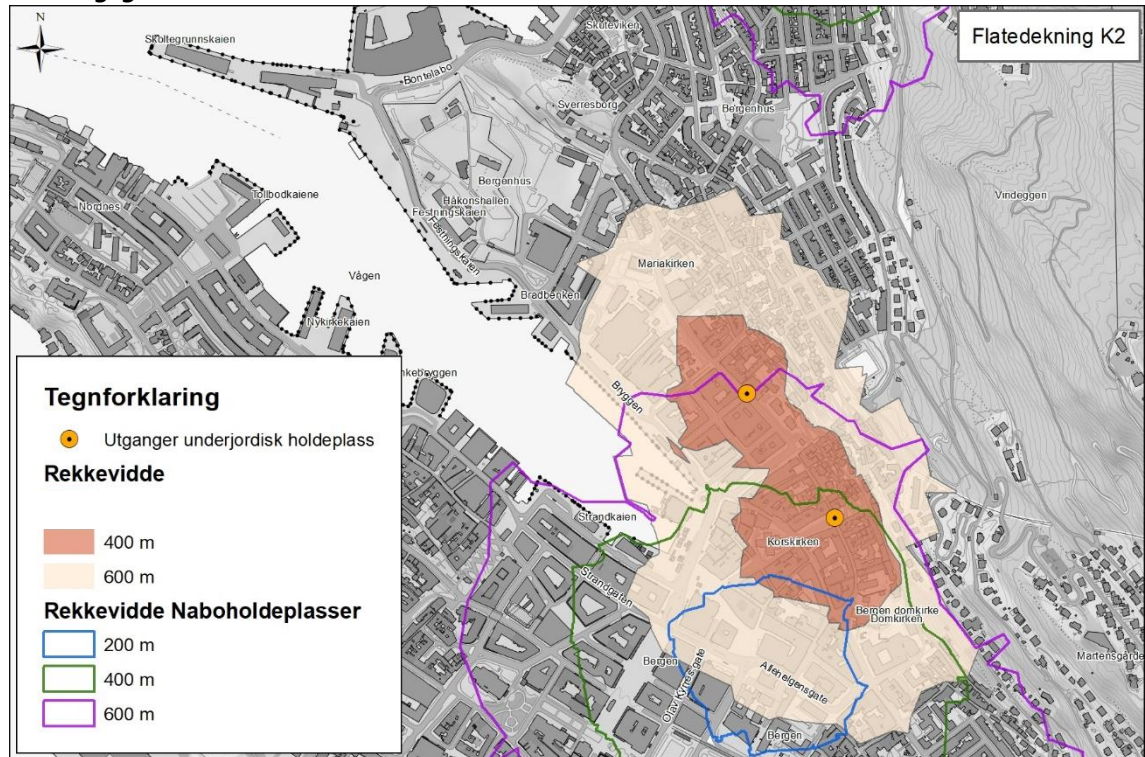 N
Flatedekning K2
Skoltegrunnskaien
Skuteviken
Bontelabo
Sverresborg
Bergenhus
Vindeggen
Bergenhus
Håkonshallen
Festningskaien
Festningskaien
Tollbodkaiene
Nordnes
Mariakirken
Vågen
Bradbenken
Nykirkekaien
Bryggen
Strandkaien
Korskirken
Strandgaten
Bergen domkirke
Domkirken
Martensgårde
Bergen
Olav Kyrres gate
Allehelgensgate
Bergen
Tegnforklaring
Utganger underjordisk holdeplass
Rekkevidde
400 m
600 m
Rekkevidde Naboholdeplasser
200 m
400 m
600 m